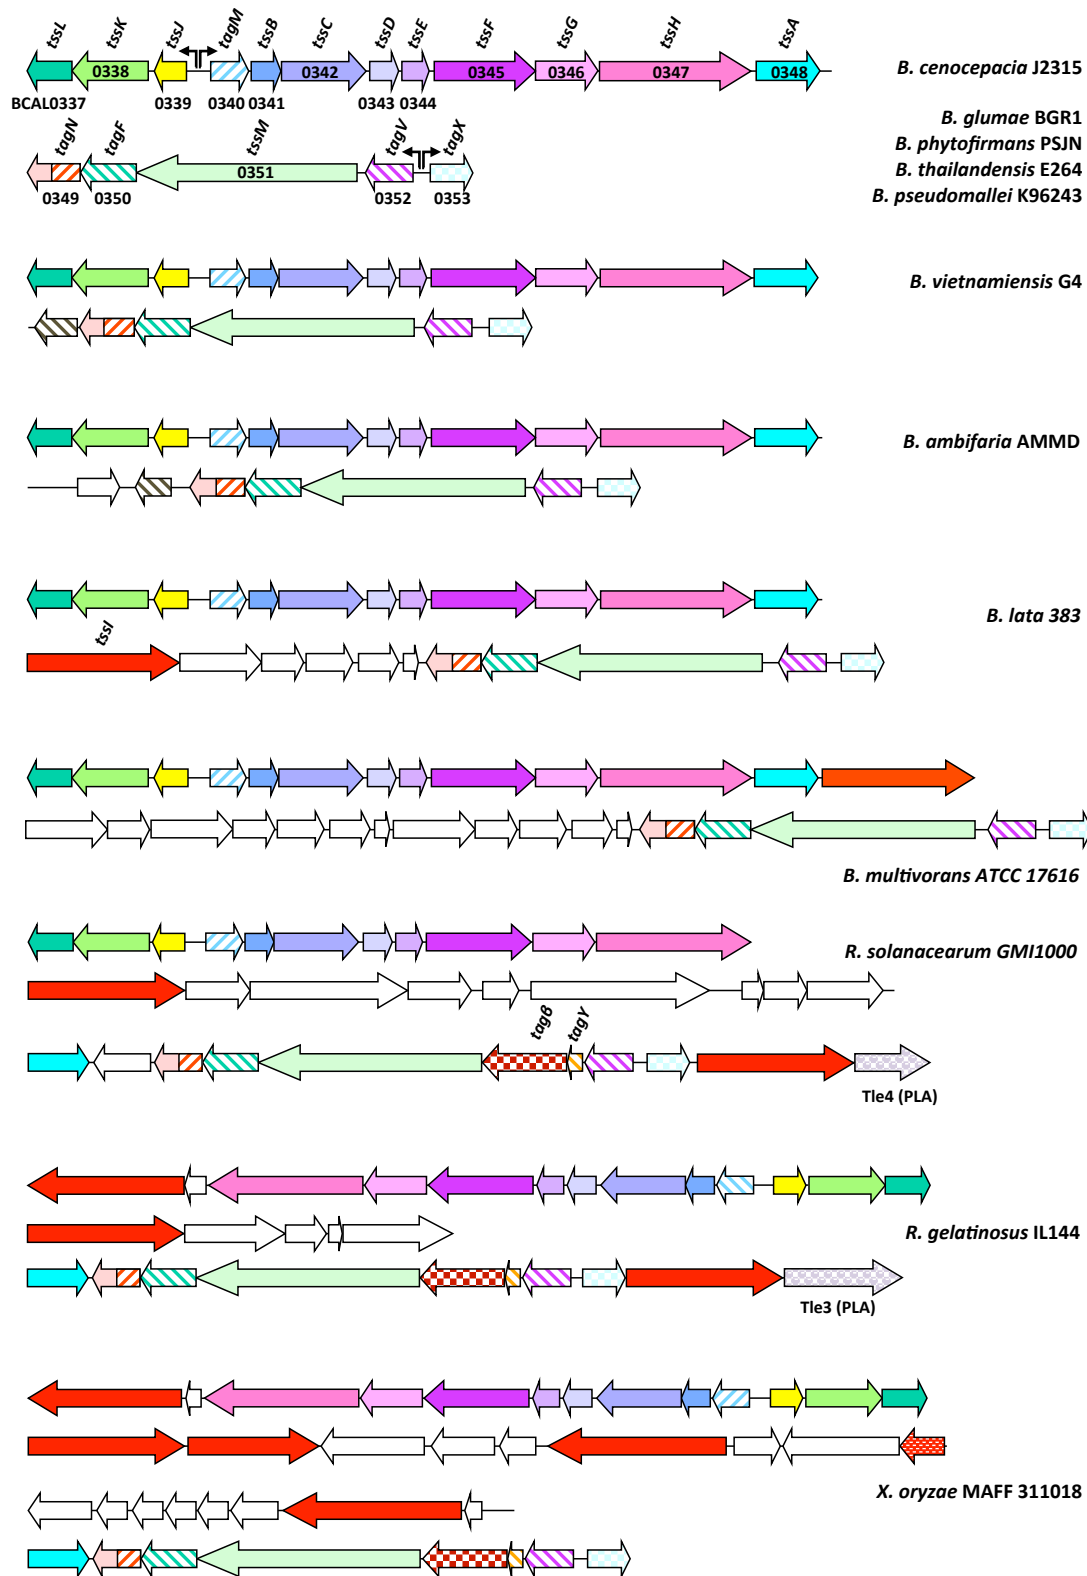 tssL tssK tssJ tagM tssB tssC tssD tssE tssF tssG tssH tssA
0338 0342 0345 0346 0347 0348
B. cenocepacia J2315
BCAL0337 0339 0340 0341 0343 0344
B. glumae BGR1
tagN tagF tssM tagV tagX
B. phytofirmans PSJN
0351
B. thailandensis E264
0349 0350 0352 0353
B. pseudomallei K96243
B. vietnamiensis G4
B. ambifaria AMMD
B. lata 383
tssI
B. multivorans ATCC 17616
R. solanacearum GMI1000
tagB tagY
Tle4 (PLA)
R. gelatinosus IL144
Tle3 (PLA)
X. oryzae MAFF 311018